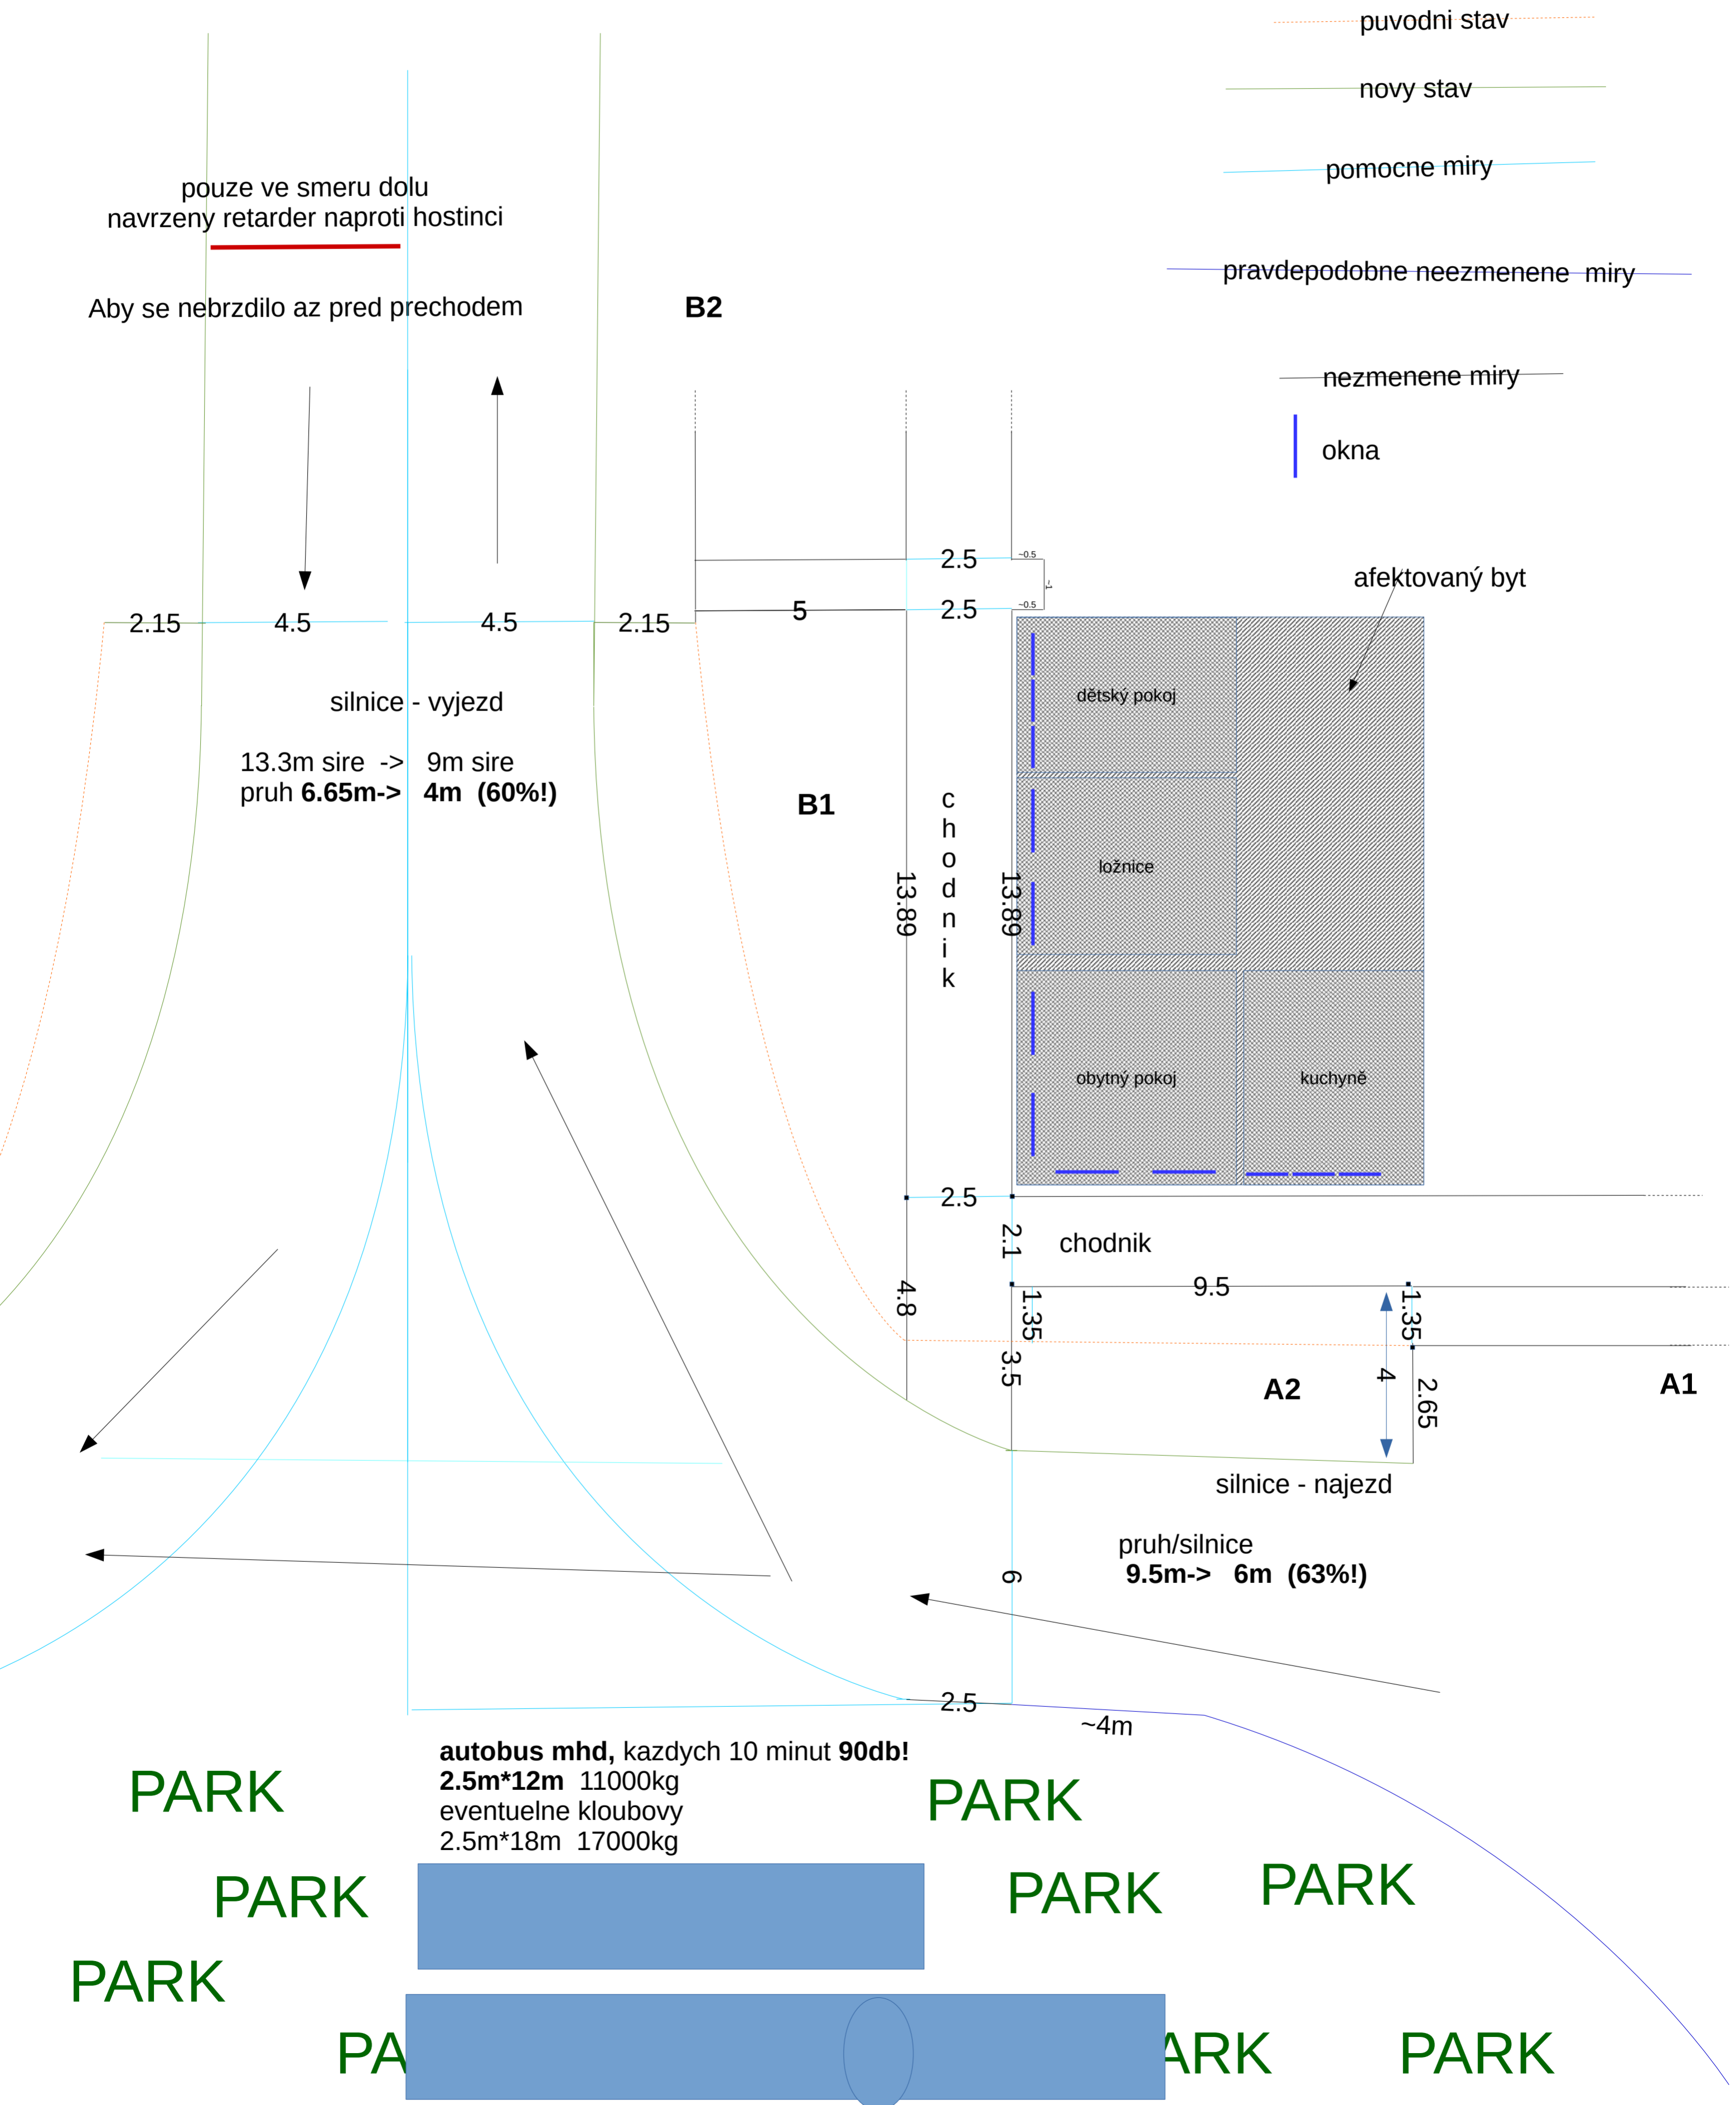 puvodni stav
novy stav
pomocne miry
pravdepodobne neezmenene  miry
nezmenene miry
okna
pouze ve smeru dolu
navrzeny retarder naproti hostinci
Aby se nebrzdilo az pred prechodem
B2
2.5
~0.5
~1
2.5
~0.5
5
2.15
4.5
4.5
2.15
afektovaný byt
silnice - vyjezd
13.3m sire  ->   9m sire
pruh 6.65m->   4m  (60%!)
B1
chodnik
13.89
13.89
dětský pokoj
ložnice
obytný pokoj
kuchyně
2.5
2.1
chodnik
4.8
9.5
1.35
1.35
3.5
4
2.65
A2
A1
silnice - najezd
pruh/silnice
9.5m->   6m  (63%!)
6
2.5
~4m
autobus mhd, kazdych 10 minut 90db!
2.5m*12m  11000kg
eventuelne kloubovy
2.5m*18m  17000kg
PARK
PARK
PARK
PARK
PARK
PARK
PA
ARK
PARK